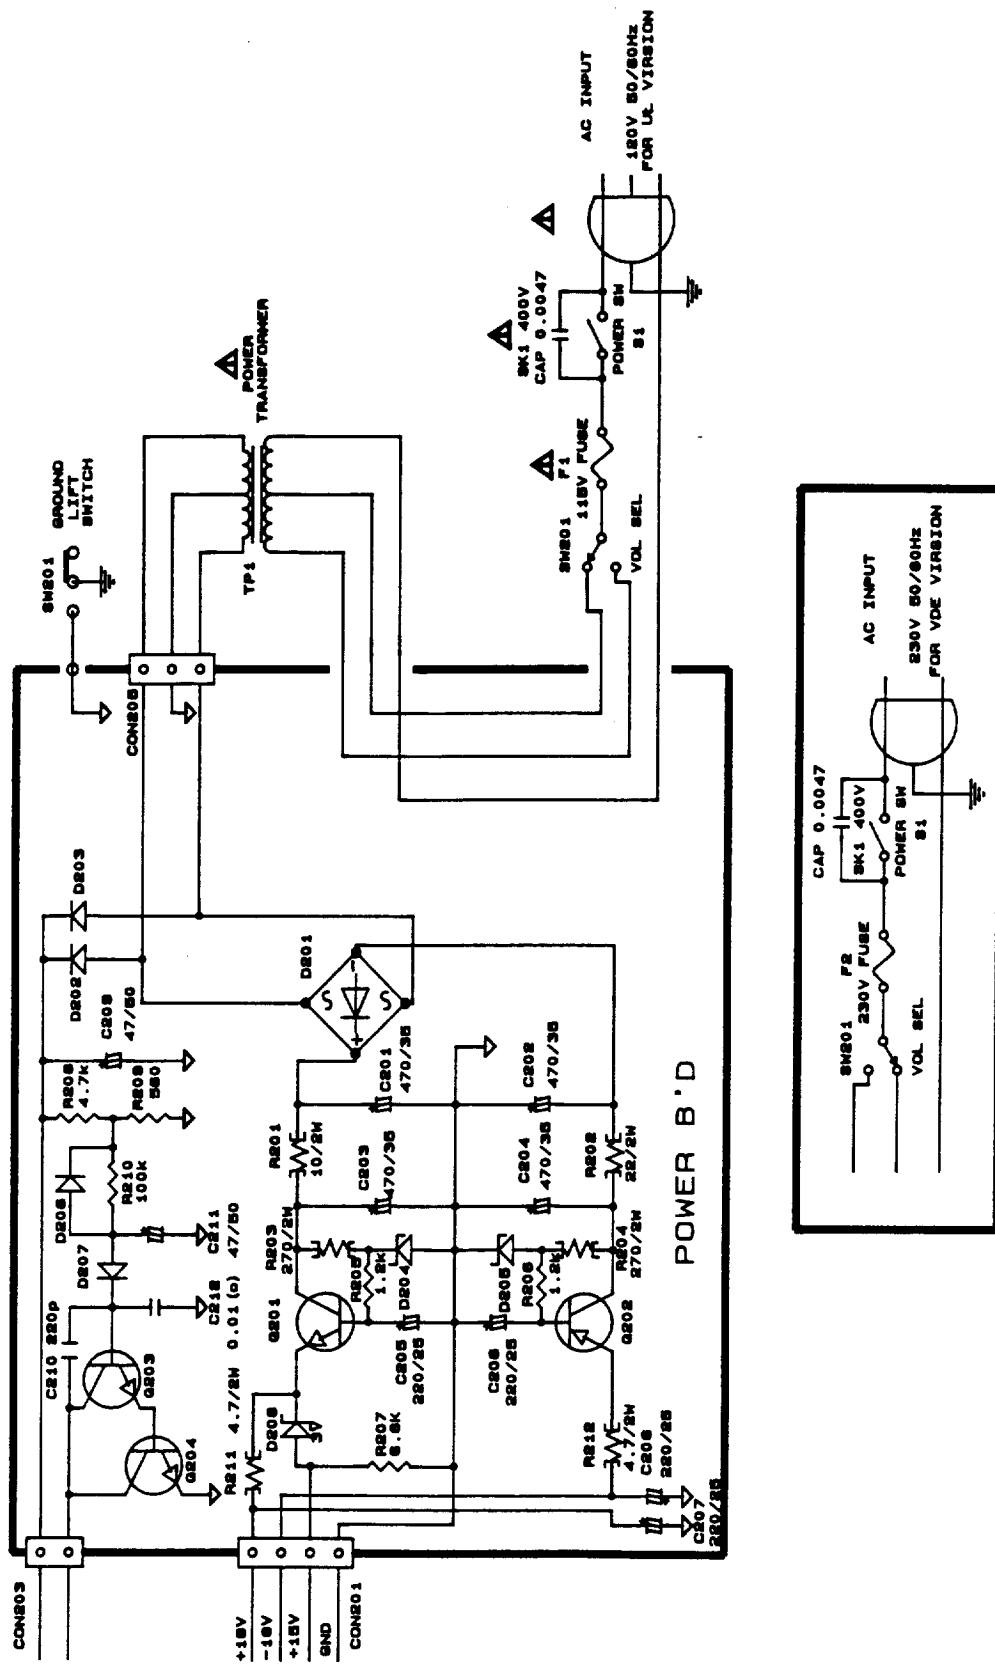 CON203
C210 220p
Q203
Q204
D206
D207
R210
100k
C211
47/50
C212
0.01(o)
R208
4.7k
R209
560
C209
47/50
D202
D203
CON205
SW201
GROUND
LIFT
SWITCH
POWER
TRANSFORMER
TP1
+18V
-18V
+15V
GND
CON201
R211
4.7/2W
D208
3V
R207
6.8K
Q201
R203
270/2W
R205
1.2K
D204
C205
220/25
R201
10/2W
C203
470/35
C201
470/35
D201
C206
220/25
D205
R206
1.2K
C204
470/35
C202
470/35
R212
4.7/2W
C208
220/25
C207
220/25
Q202
R204
270/2W
R202
22/2W
POWER B'D
SW201
VOL SEL
F1
115V FUSE
SK1 400V
CAP 0.0047
POWER SW
S1
AC INPUT
120V 50/60Hz
FOR UL VIRSION
SW201
VOL SEL
F2
230V FUSE
CAP 0.0047
SK1 400V
POWER SW
S1
AC INPUT
230V 50/60Hz
FOR VDE VIRSION